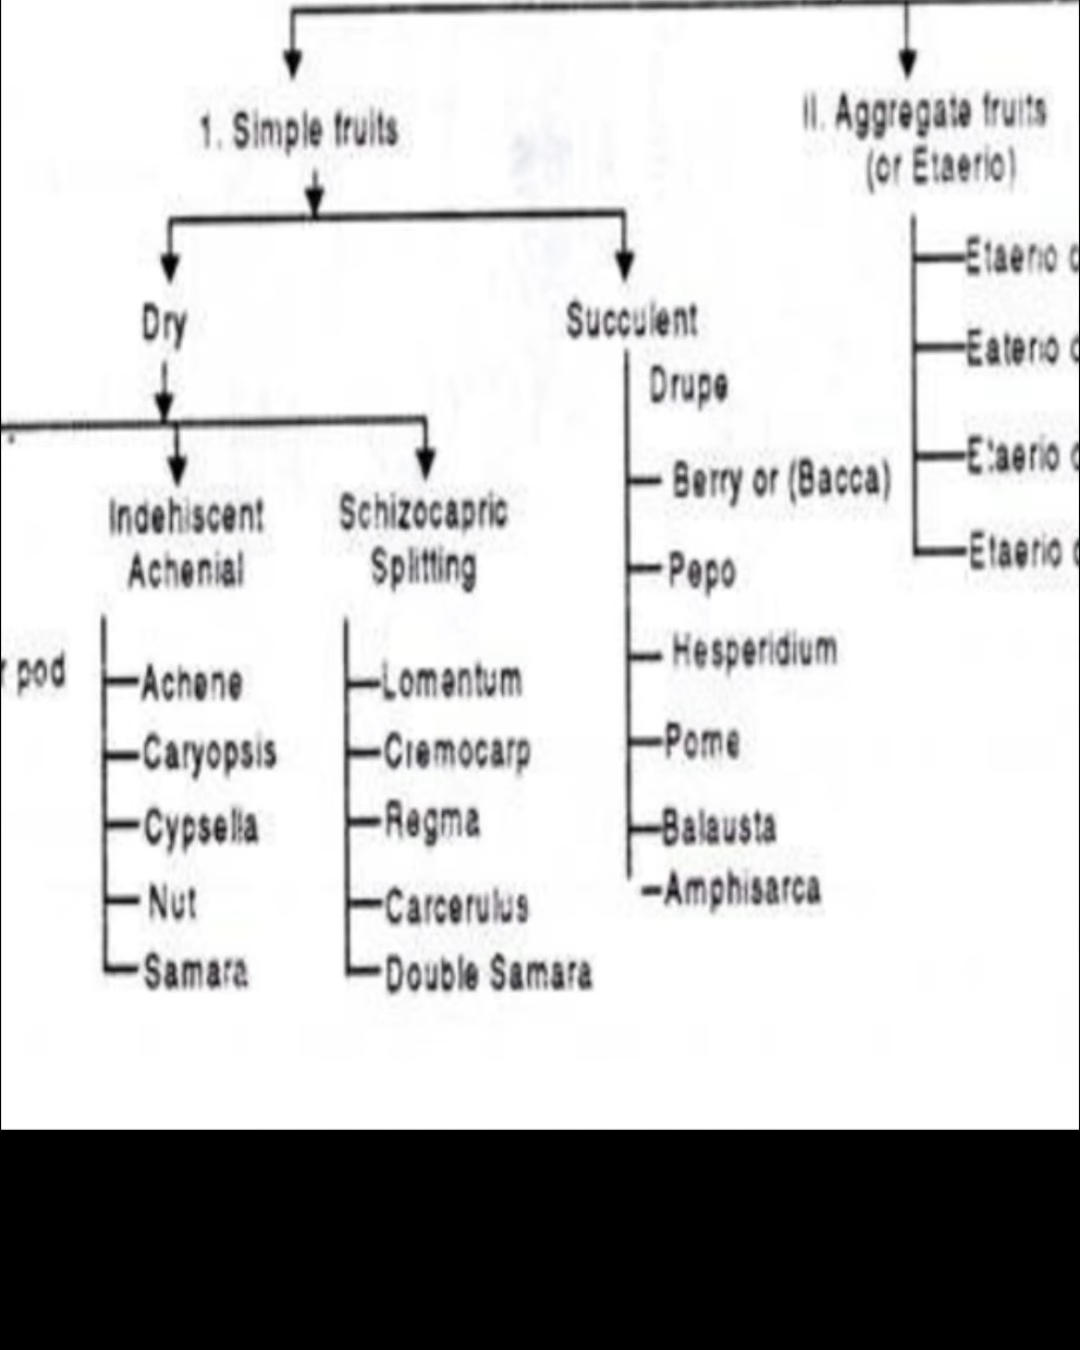 1. Simple fruits
II. Aggregate fruits
(or Etaerio)
Dry
Succulent
Indehiscent
Achenial
Schizocapric
Splitting
pod
Achene
Caryopsis
Cypsella
Nut
Samara
Lomentum
Cremocarp
Regma
Carcerulus
Double Samara
Drupe
Berry or (Bacca)
Pepo
Hesperidium
Pome
Balausta
Amphisarca
Etaerio
Eaterio
Etaerio
Etaerio